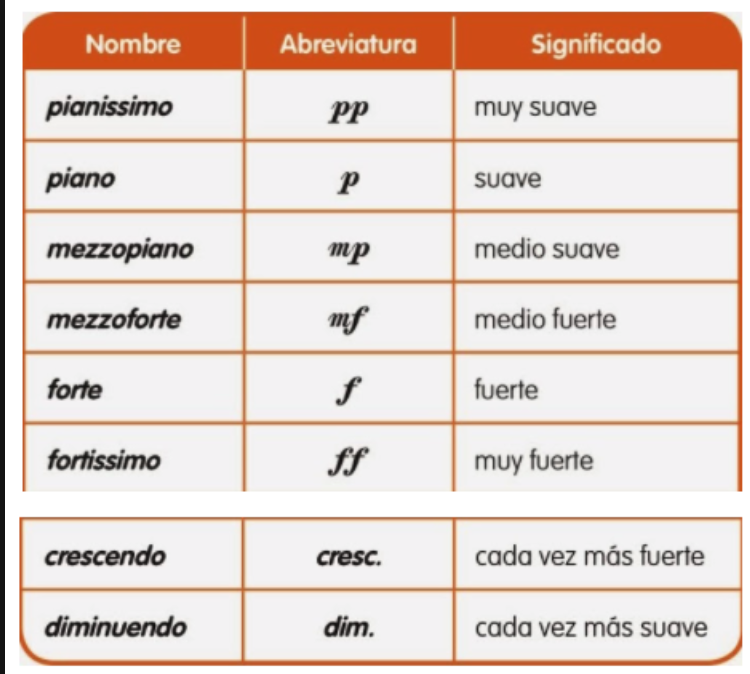 Nombre Abreviatura Significado
pianissimo pp muy suave
piano p suave
mezzopiano mp medio suave
mezzoforte mf medio fuerte
forte f fuerte
fortissimo ff muy fuerte
crescendo cresc. cada vez más fuerte
diminuendo dim. cada vez más suave